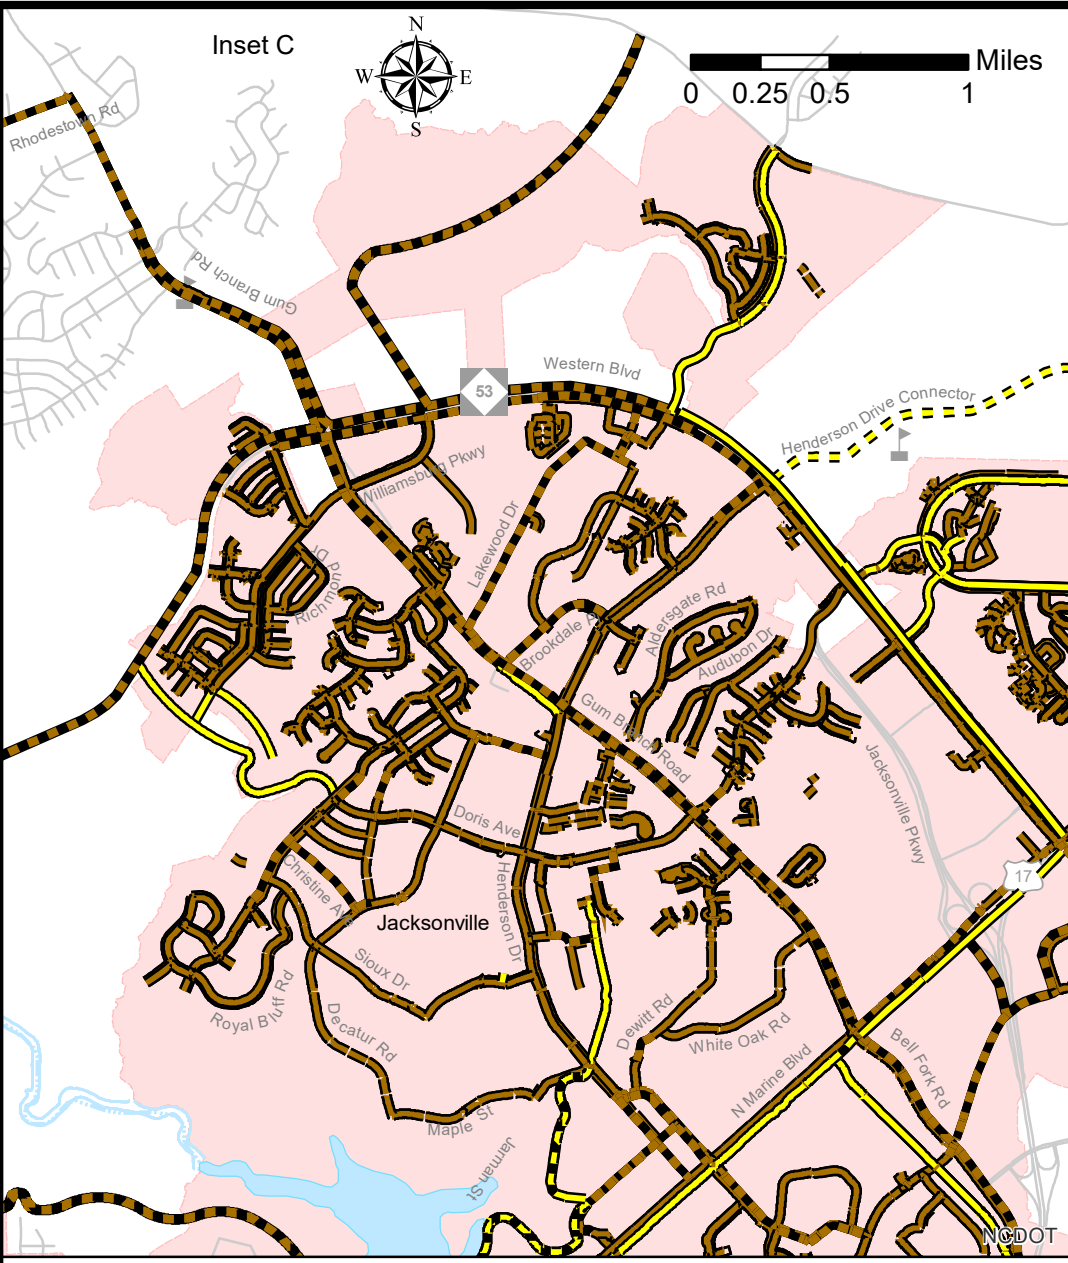 Inset C
N
W E
S
Miles
0 0.25 0.5 1
Rhodestown Rd
Gum Branch Rd
Western Blvd
53
Henderson Drive Connector
Williamsburg Pkwy
Lakewood Dr
Richmond Dr
Aldersgate Rd
Brookdale
Audubon Dr
Gum Branch Road
Jacksonville Pkwy
Doris Ave
17
Christine Av
Henderson Dr
Jacksonville
Sioux Dr
Royal Bluff Rd
Decatur Rd
Dewitt Rd
White Oak Rd
Bell Fork Rd
N Marine Blvd
Maple St
Jarman St
NCDOT